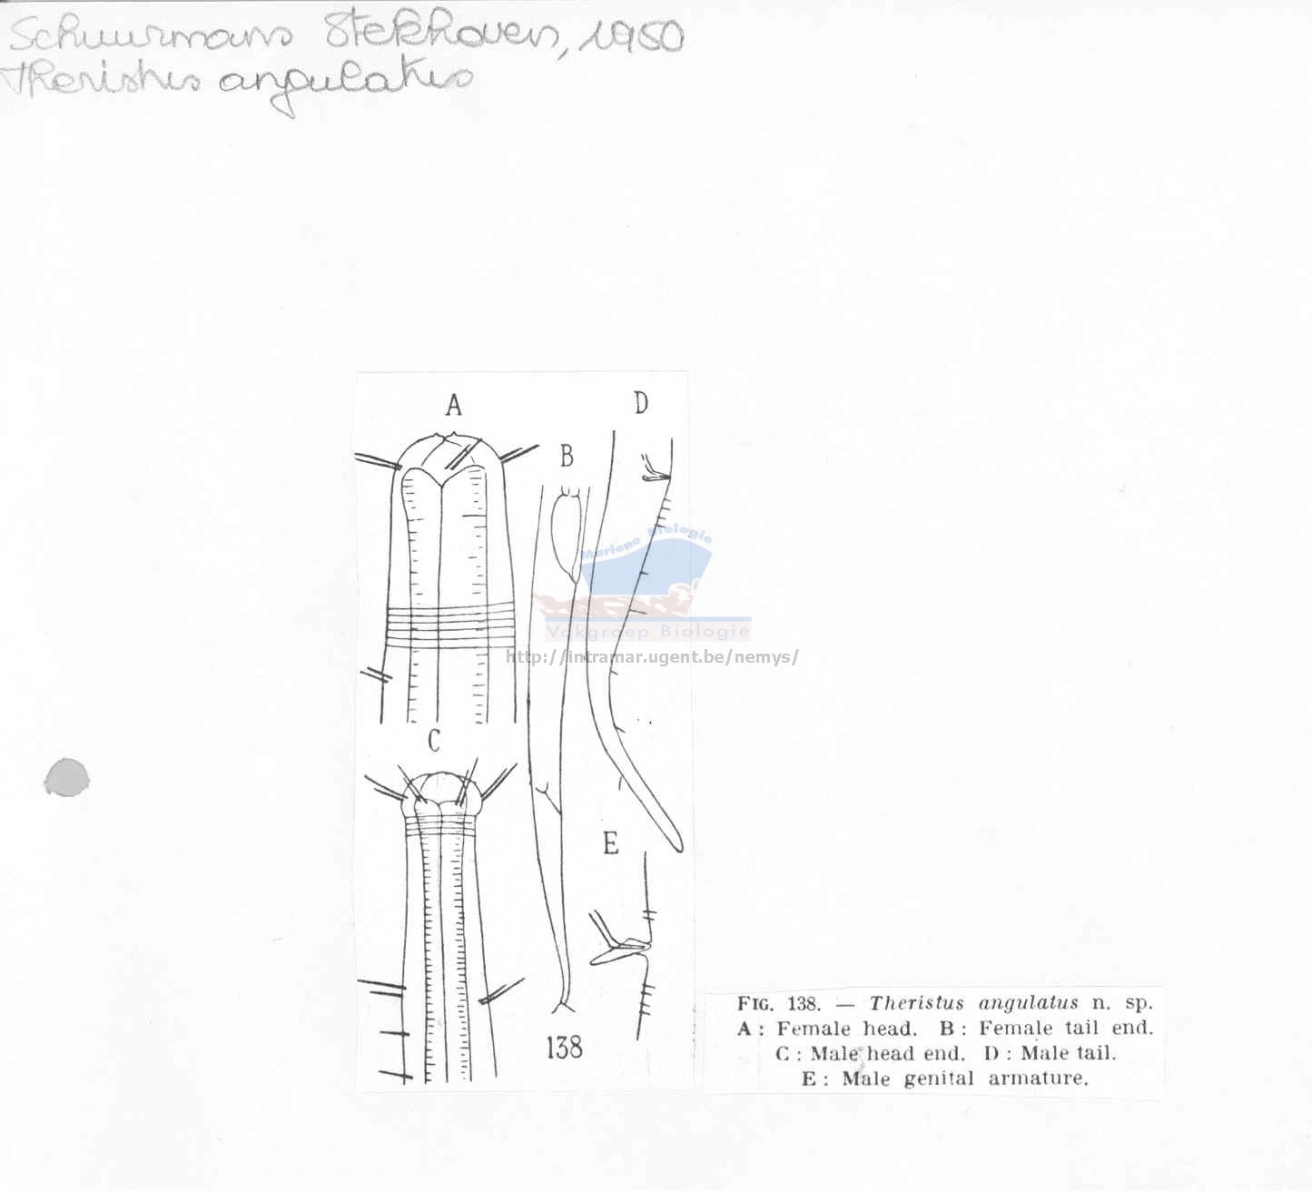 Schuurmans Stekhoven, 1950
Theristus angulatus
A
D
B
Mariene Biologie
Vakgroep Biologie
http://intramar.ugent.be/nemys/
C
E
138
FIG. 138. — Theristus angulatus n. sp.
A : Female head. B : Female tail end.
C : Male head end. D : Male tail.
E : Male genital armature.